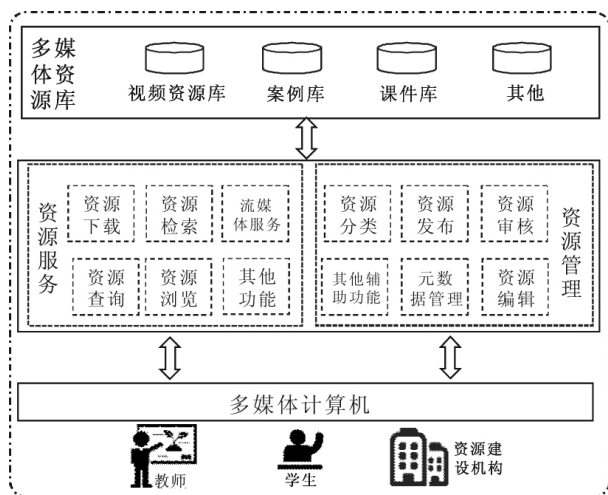 多媒
体资
源库
视频资源库
案例库
课件库
其他
资源服务
资源
下载
资源
检索
流媒
体服务
资源
查询
资源
浏览
其他
功能
资源
分类
资源
发布
资源
审核
其他辅
助功能
元数
据管理
资源
编辑
资源管理
多媒体计算机
教师
学生
资源建
设机构